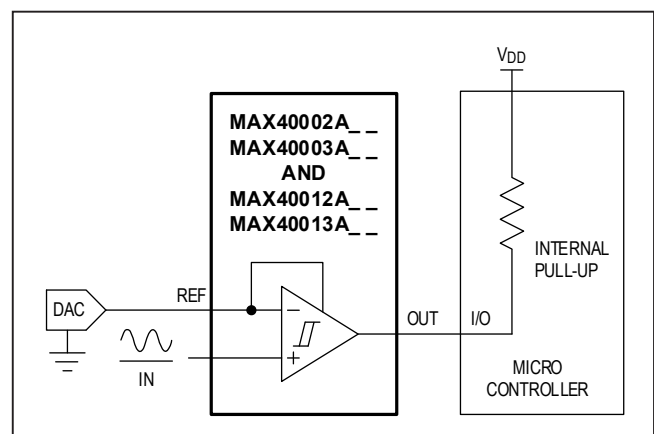 VDD
MAX40002A_ _
MAX40003A_ _
AND
MAX40012A_ _
MAX40013A_ _
INTERNAL
PULL-UP
DAC
REF
−
+
IN
OUT
I/O
MICRO
CONTROLLER